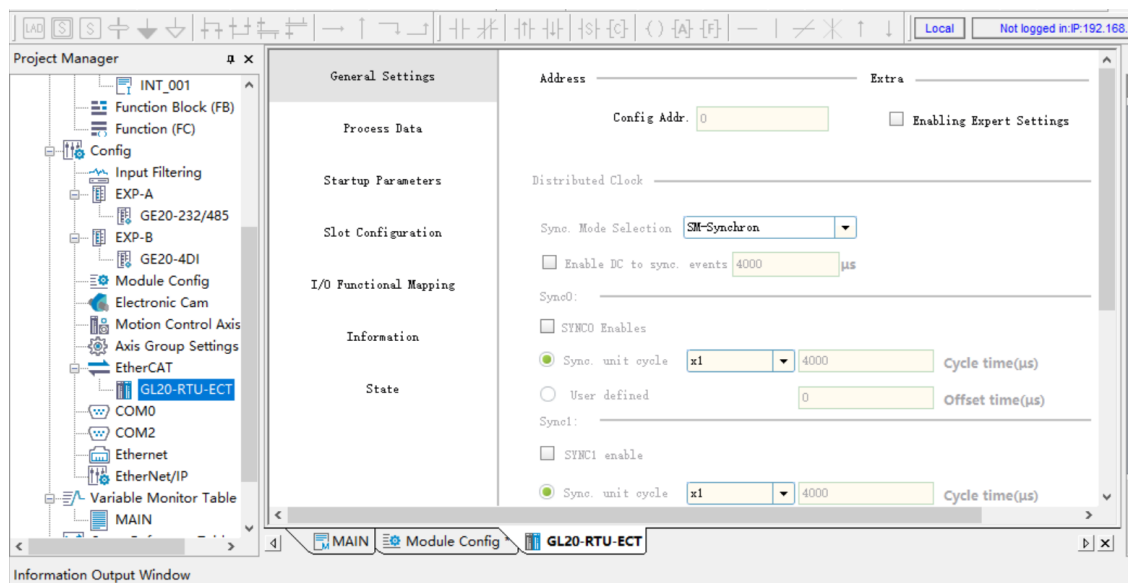 LAD S S S C ( ) A F Local Not logged in:IP:192.168.
Project Manager
INT_001
Function Block (FB)
Function (FC)
Config
Input Filtering
EXP-A
GE20-232/485
EXP-B
GE20-4DI
Module Config
Electronic Cam
Motion Control Axis
Axis Group Settings
EtherCAT
GL20-RTU-ECT
COM0
COM2
Ethernet
EtherNet/IP
Variable Monitor Table
MAIN
General Settings
Process Data
Startup Parameters
Slot Configuration
I/O Functional Mapping
Information
State
Address Extra
Config Addr. 0 Enabling Expert Settings
Distributed Clock
Sync. Mode Selection SM-Synchron
Enable DC to sync. events 4000 μs
Sync0:
SYNC0 Enables
Sync. unit cycle x1 4000 Cycle time(μs)
User defined 0 Offset time(μs)
Sync1:
SYNC1 enable
Sync. unit cycle x1 4000 Cycle time(μs)
MAIN Module Config * GL20-RTU-ECT
Information Output Window